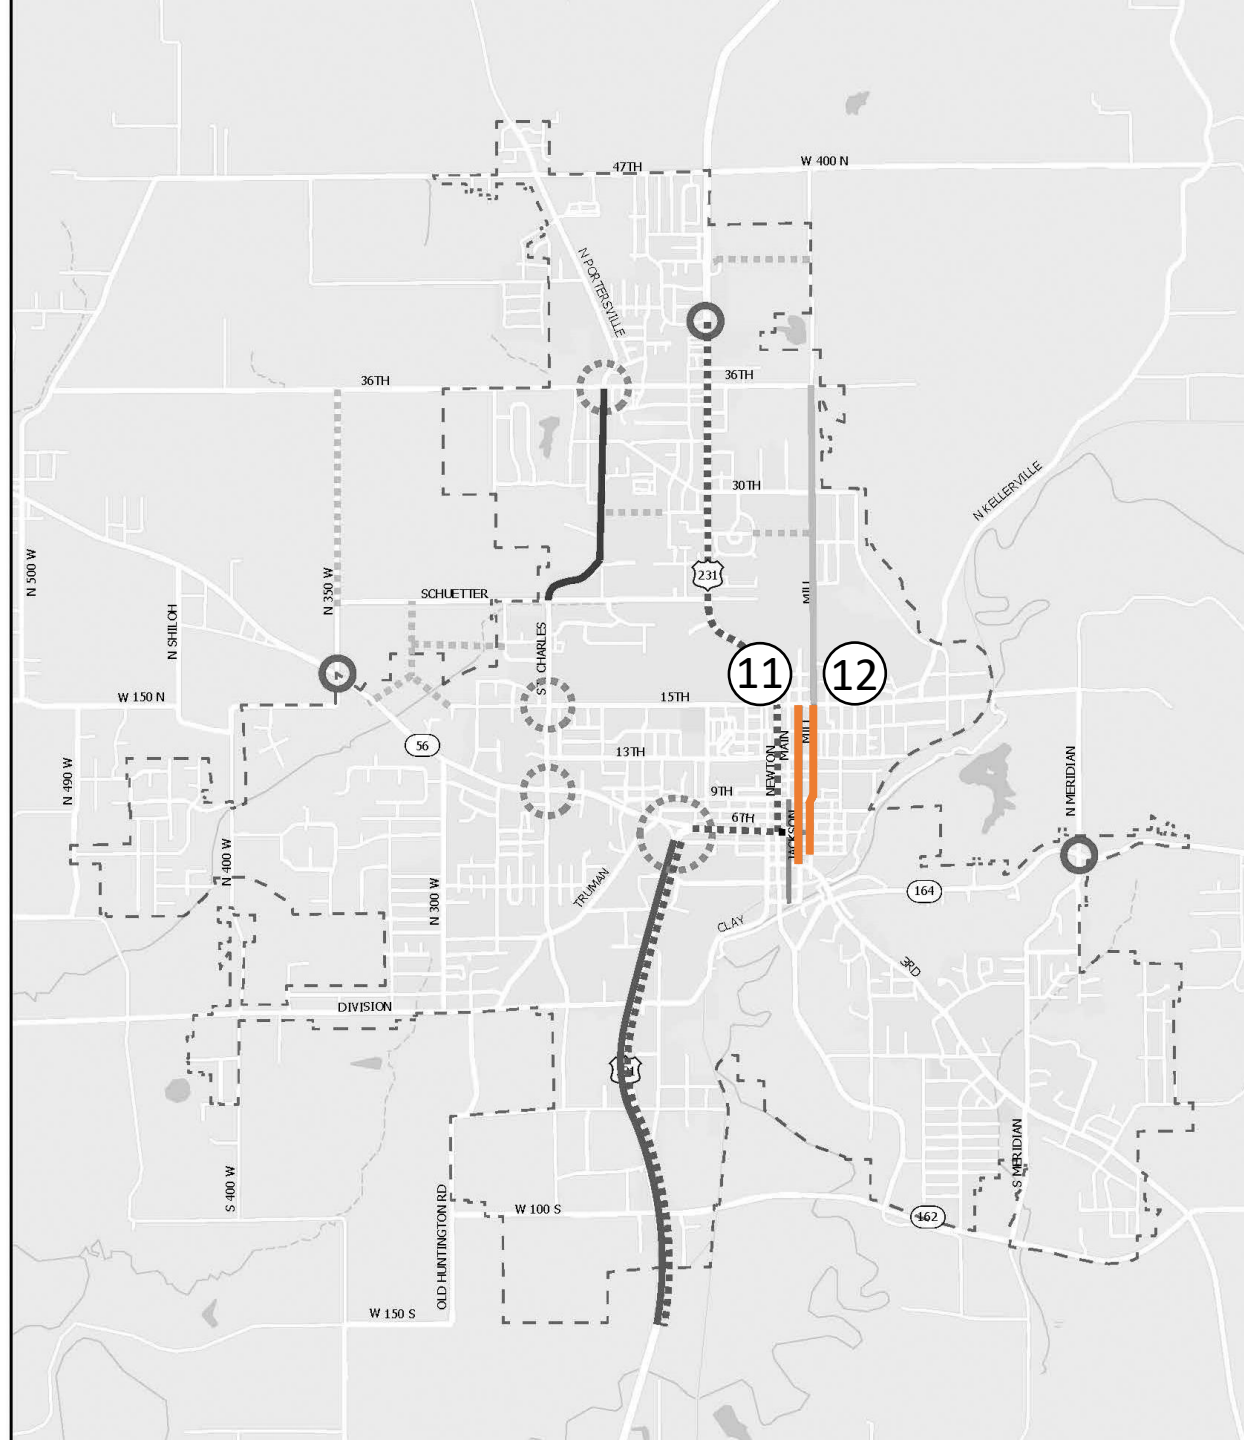 47TH
W 400 N
N PORTERSVILLE
36TH
36TH
30TH
N KELLERVILLE
N 500 W
N SHILOH
N 350 W
SCHUETTER
231
MILL
ST. CHARLES
11
12
W 150 N
15TH
56
13TH
NEWTON
MAIN
MILL
N 490 W
9TH
6TH
JACKSON
N MERIDIAN
N 400 W
N 300 W
TRUMAN
164
CLAY
3RD
DIVISION
S 400 W
OLD HUNTINGTON RD
W 100 S
S MERIDIAN
162
W 150 S